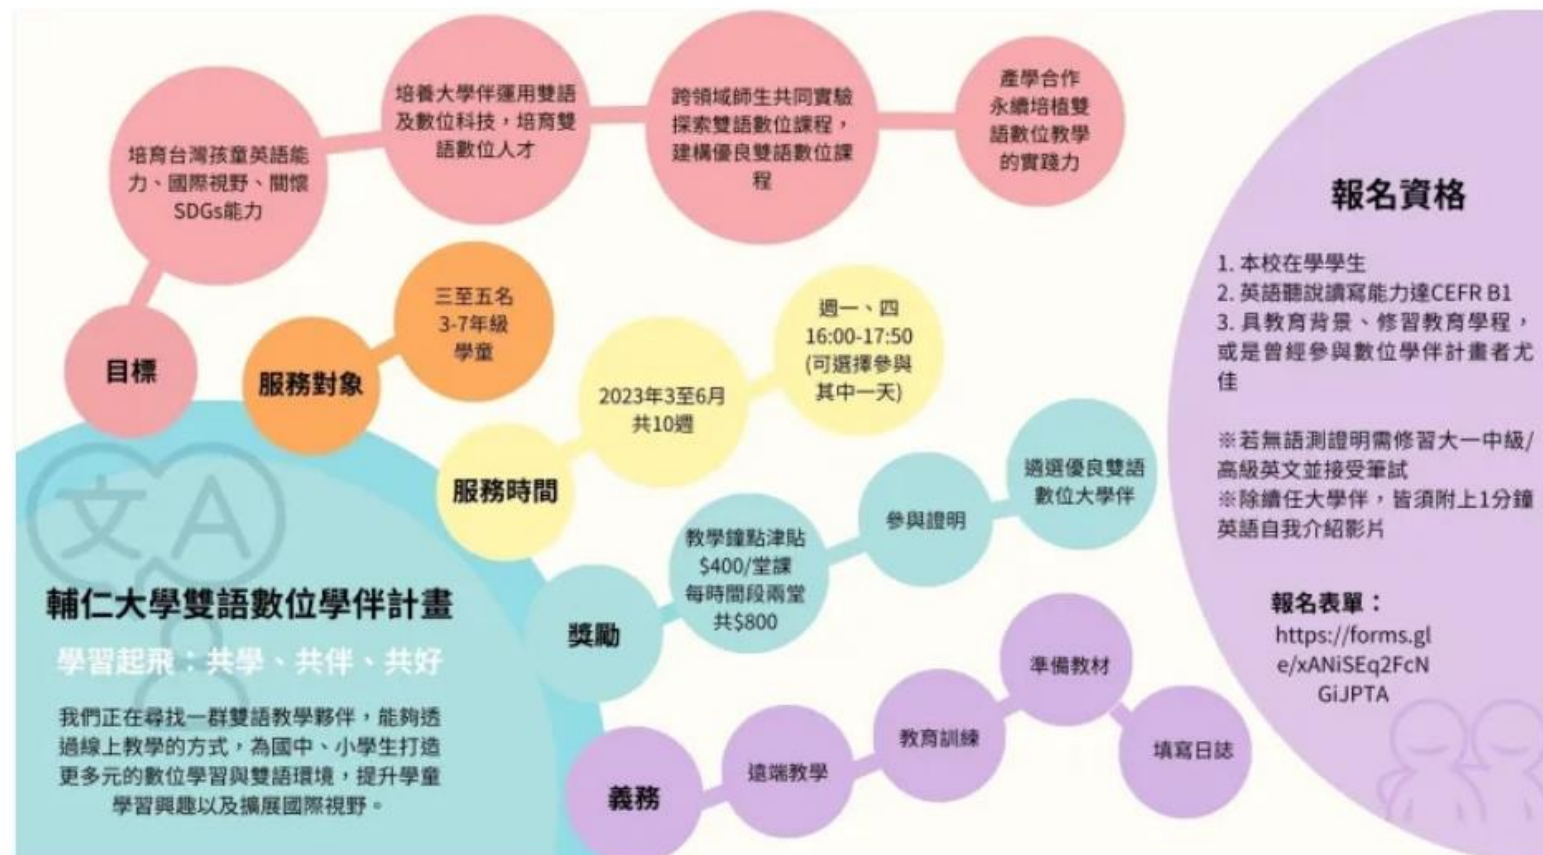 目標
培育台灣孩童英語能
力、國際視野、關懷
SDGs能力
培養大學伴運用雙語
及數位科技，培育雙
語數位人才
跨領域師生共同實驗
探索雙語數位課程，
建構優良雙語數位課
程
產學合作
永續培植雙
語數位教學
的實踐力
服務對象
三至五名
3-7年級
學童
服務時間
2023年3至6月
共10週
週一、四
16:00-17:50
(可選擇參與
其中一天)
獎勵
教學鐘點津貼
$400/堂課
每時間段兩堂
共$800
參與證明
遴選優良雙語
數位大學伴
義務
遠端教學
教育訓練
準備教材
填寫日誌
文A
輔仁大學雙語數位學伴計畫
學習起飛：共學、共伴、共好
我們正在尋找一群雙語教學夥伴，能夠透
過線上教學的方式，為國中、小學生打造
更多元的數位學習與雙語環境，提升學童
學習興趣以及擴展國際視野。
報名資格
1. 本校在學學生
2. 英語聽說讀寫能力達CEFR B1
3. 具教育背景、修習教育學程，
或是曾經參與數位學伴計畫者尤
佳
※若無語測證明需修習大一中級/
高級英文並接受筆試
※除續任大學伴，皆須附上1分鐘
英語自我介紹影片
報名表單：
https://forms.gl
e/xANiSEq2FcN
GiJPTA